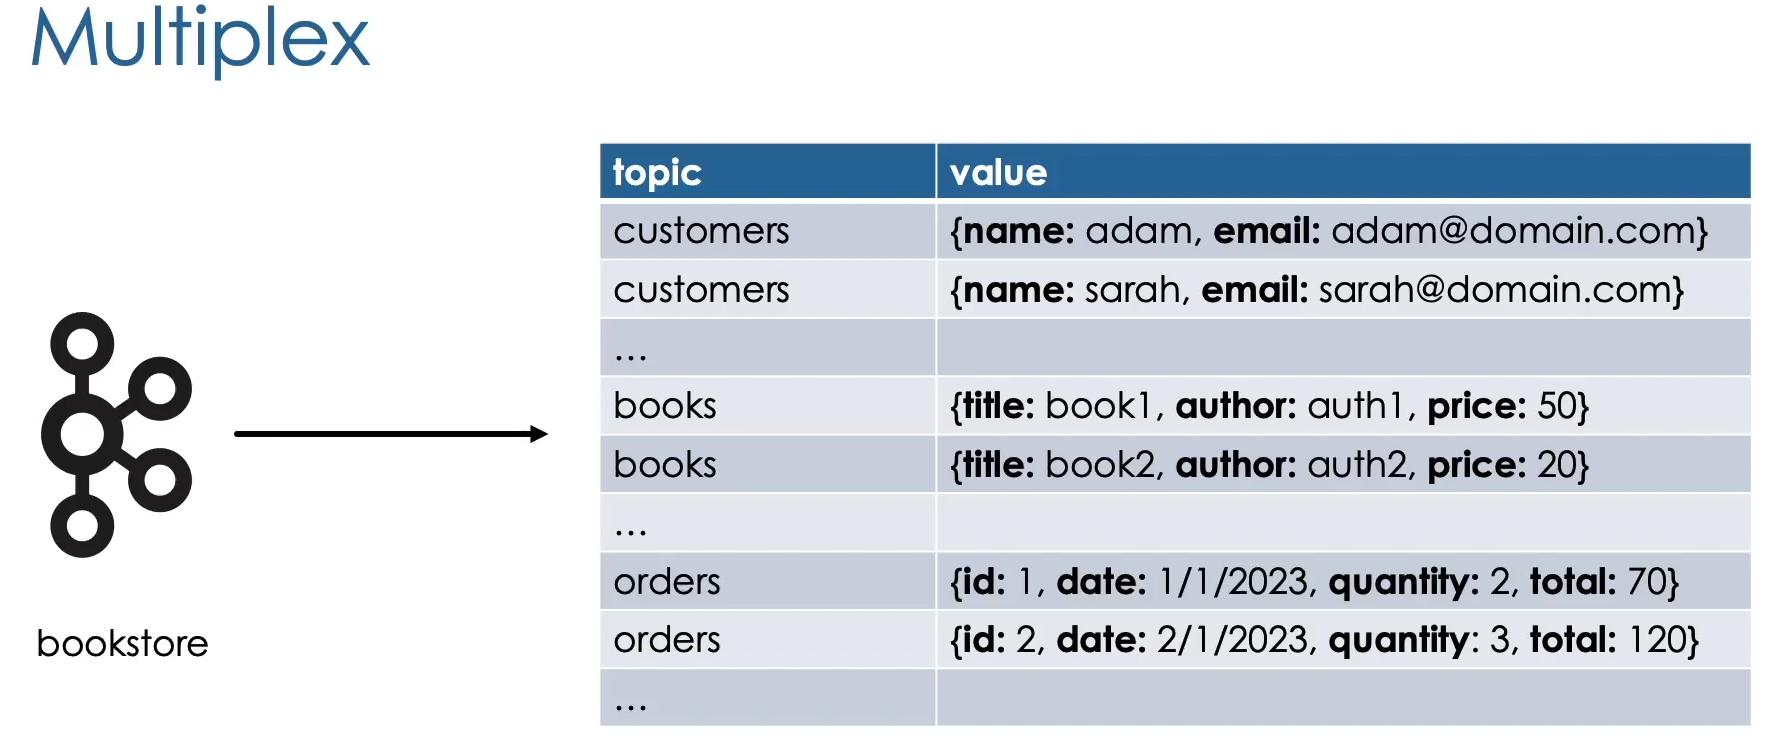 Multiplex
topic value
customers {name: adam, email: adam@domain.com}
customers {name: sarah, email: sarah@domain.com}
...
books {title: book1, author: auth1, price: 50}
books {title: book2, author: auth2, price: 20}
...
orders {id: 1, date: 1/1/2023, quantity: 2, total: 70}
orders {id: 2, date: 2/1/2023, quantity: 3, total: 120}
...
bookstore